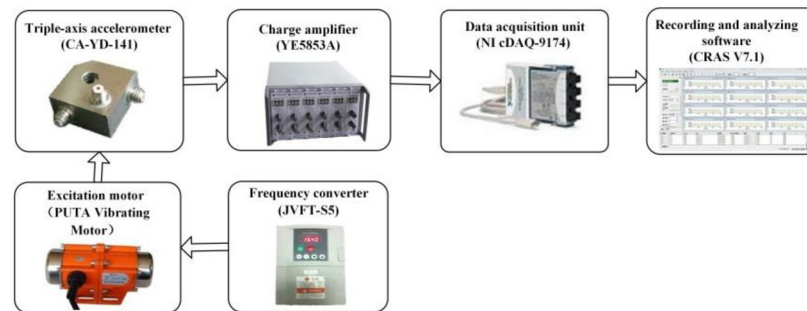 Triple-axis accelerometer
(CA-YD-141)
Charge amplifier
(YE5853A)
Data acquisition unit
(NI cDAQ-9174)
Recording and analyzing
software
(CRAS V7.1)
Excitation motor
（PUTA Vibrating
Motor）
Frequency converter
(JVFT-S5)